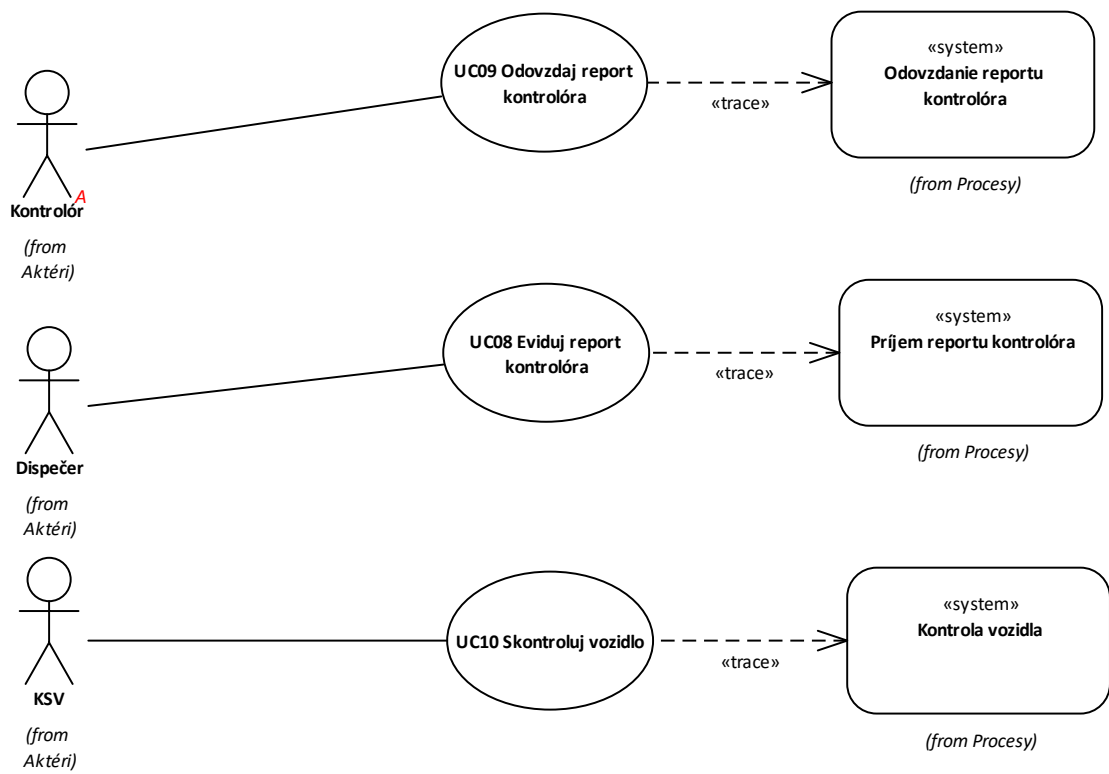 UC09 Odovzdaj report
kontrolóra
«trace»
«system»
Odovzdanie reportu
kontrolóra
(from Procesy)
A
Kontrolór
(from
Aktéri)
UC08 Eviduj report
kontrolóra
«trace»
«system»
Príjem reportu kontrolóra
(from Procesy)
Dispečer
(from
Aktéri)
UC10 Skontroluj vozidlo
«trace»
«system»
Kontrola vozidla
(from Procesy)
KSV
(from
Aktéri)